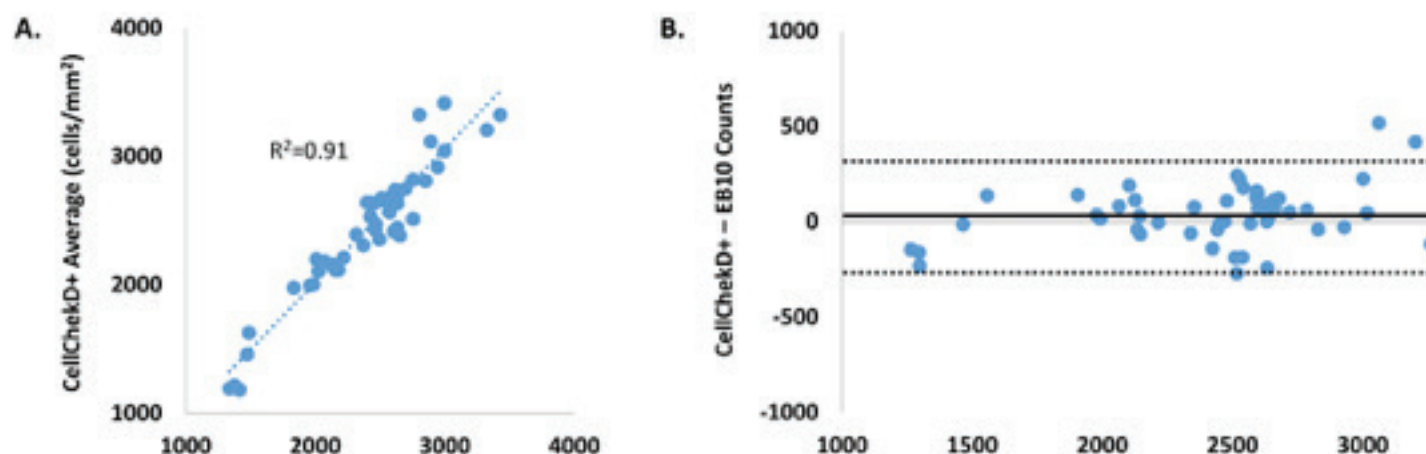 A.
CellChekD+ Average (cells/mm²)
4000
3000
2000
1000
R²=0.91
1000 2000 3000 4000
B.
CellChekD+ – EB10 Counts
1000
500
0
-500
-1000
1000 1500 2000 2500 3000